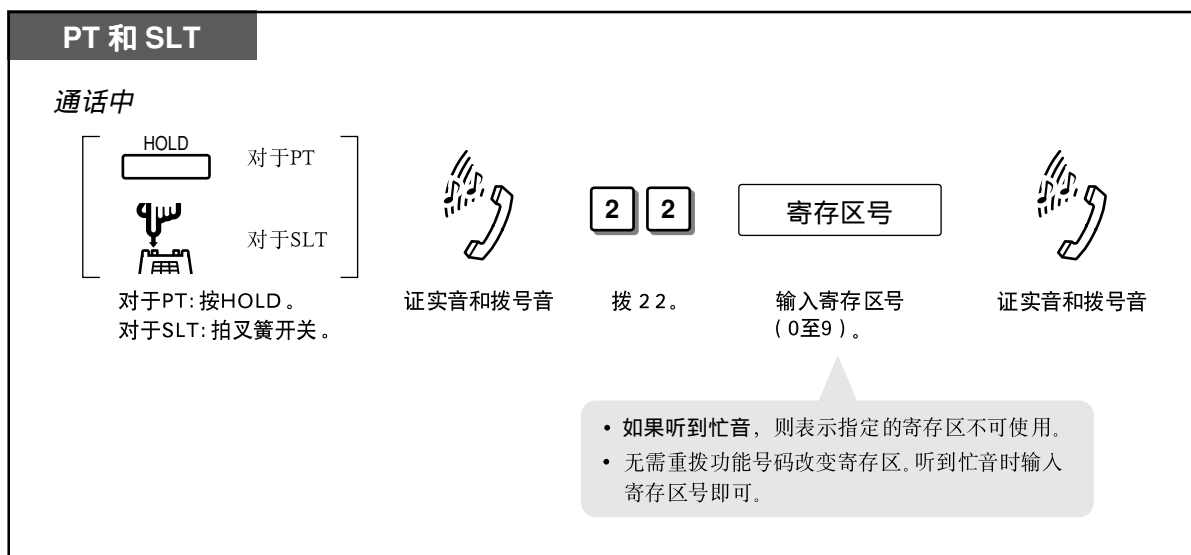 PT 和 SLT
通话中
HOLD
对于PT
对于SLT
2 2
寄存区号
对于PT: 按HOLD。
对于SLT: 拍叉簧开关。
证实音和拨号音
拨 2 2。
输入寄存区号
(0至9)。
证实音和拨号音
• 如果听到忙音，则表示指定的寄存区不可使用。
• 无需重拨功能号码改变寄存区。听到忙音时输入
寄存区号即可。